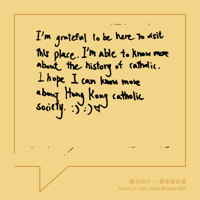 I'm grateful to be here to visit
this place. I'm able to know more
about the history of catholic.
I hope I can know more
about Hong Kong catholic
society. :) :) ♡